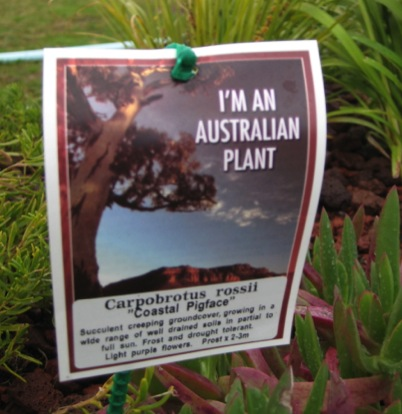 I'M AN
AUSTRALIAN
PLANT
Carpobrotus rossii
"Coastal Pigface"
Succulent creeping groundcover, growing in a
wide range of well drained soils in partial to
full sun. Frost and drought tolerant.
Light purple flowers. Prost x 2-3m